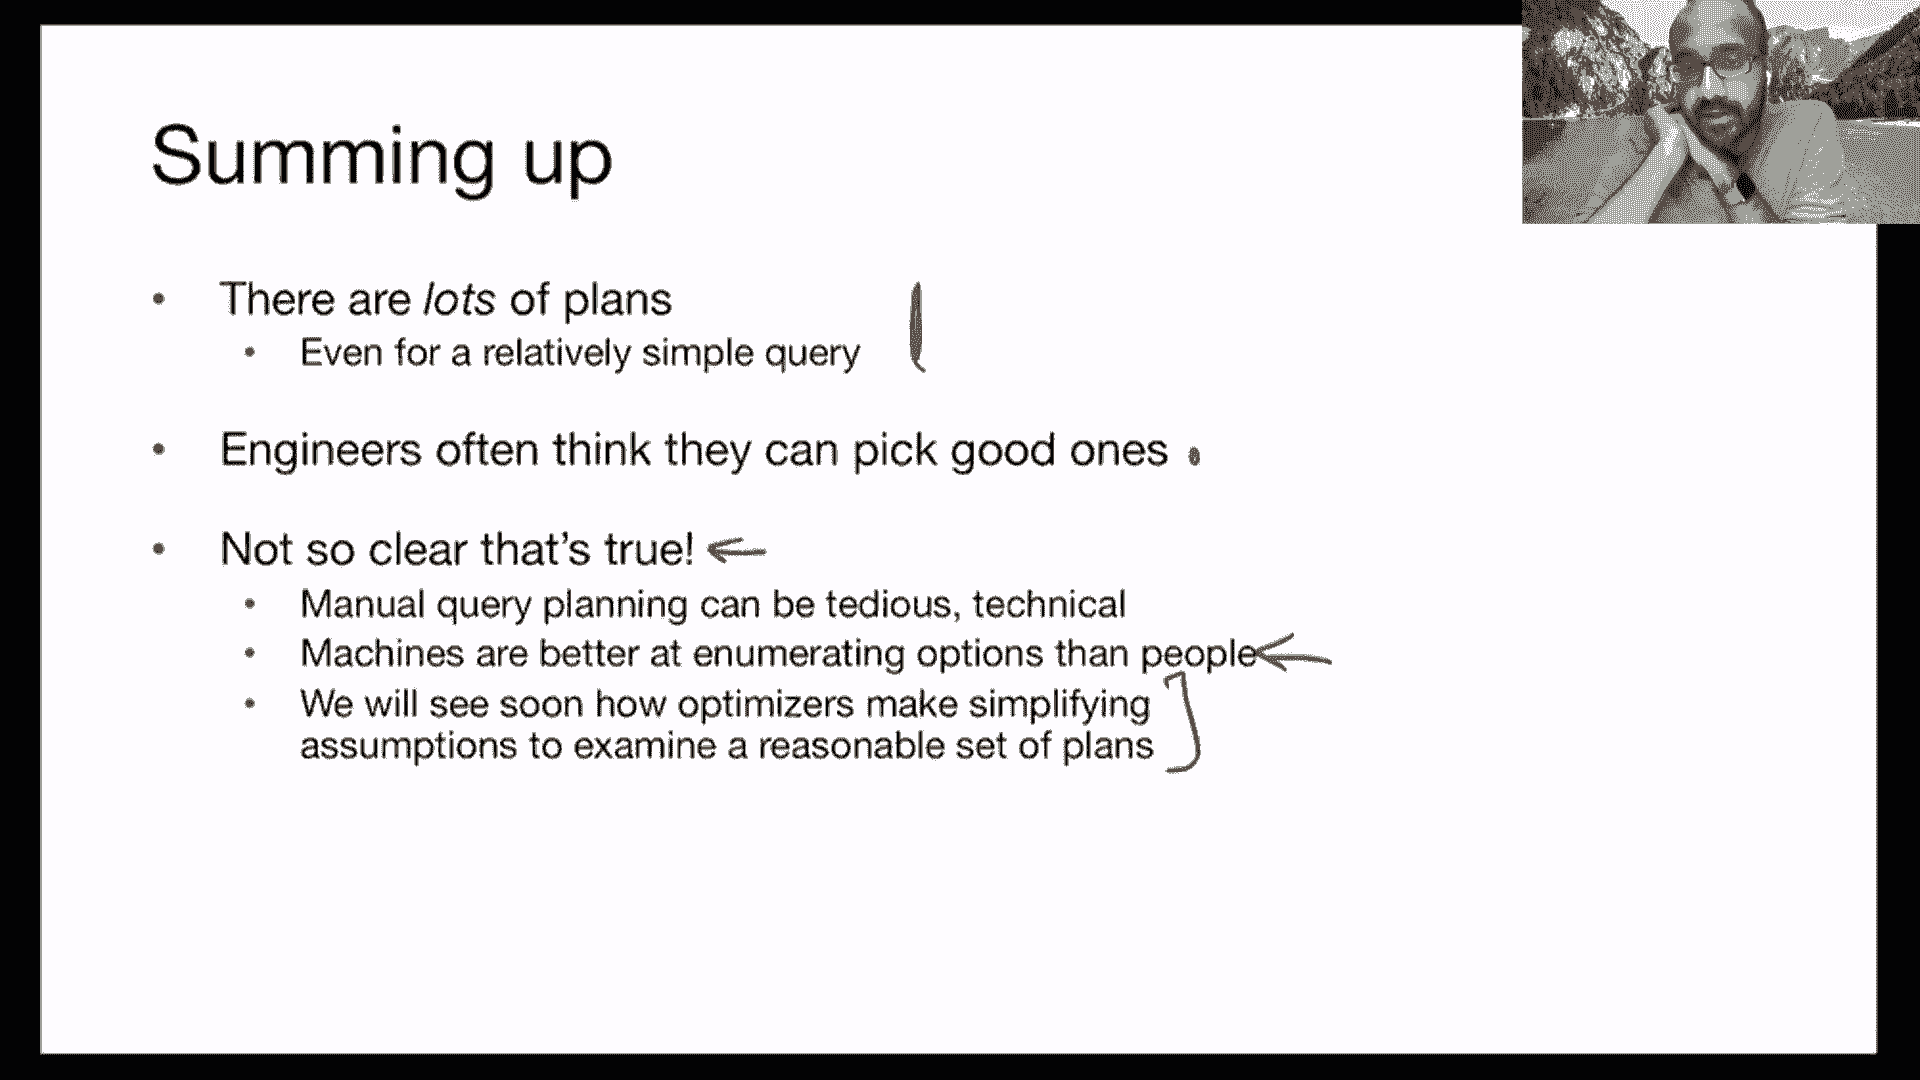 Summing up
• There are lots of plans
• Even for a relatively simple query
• Engineers often think they can pick good ones
• Not so clear that's true!
• Manual query planning can be tedious, technical
• Machines are better at enumerating options than people
• We will see soon how optimizers make simplifying
assumptions to examine a reasonable set of plans